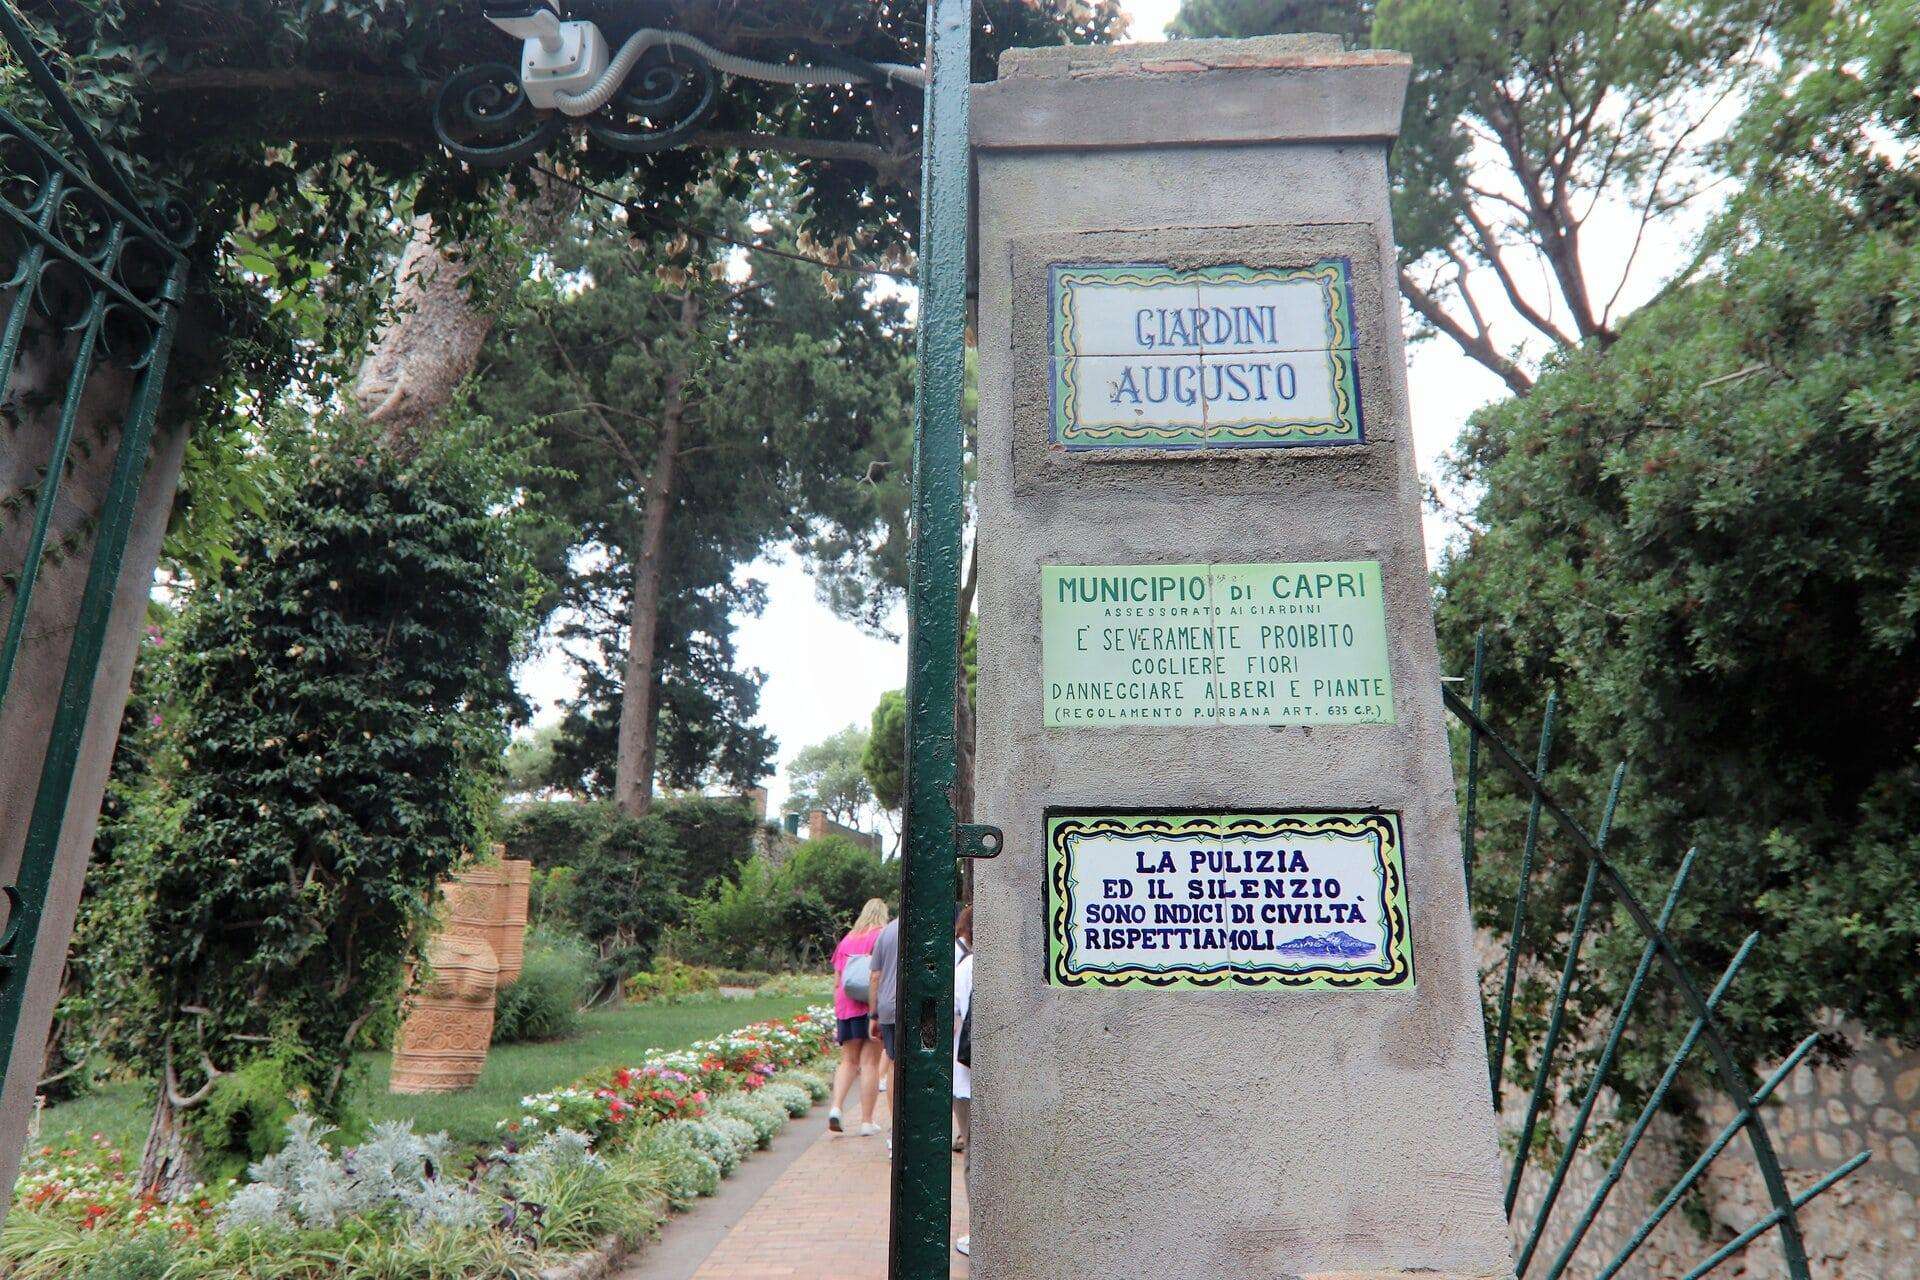 GIARDINI
AUGUSTO
MUNICIPIO DI CAPRI
ASSESSORATO AI GIARDINI
E' SEVERAMENTE PROIBITO
COGLIERE FIORI
DANNEGGIARE ALBERI E PIANTE
(REGOLAMENTO P.URBANA ART. 635 C.P.)
LA PULIZIA
ED IL SILENZIO
SONO INDICI DI CIVILTÀ
RISPETTIAMOLI